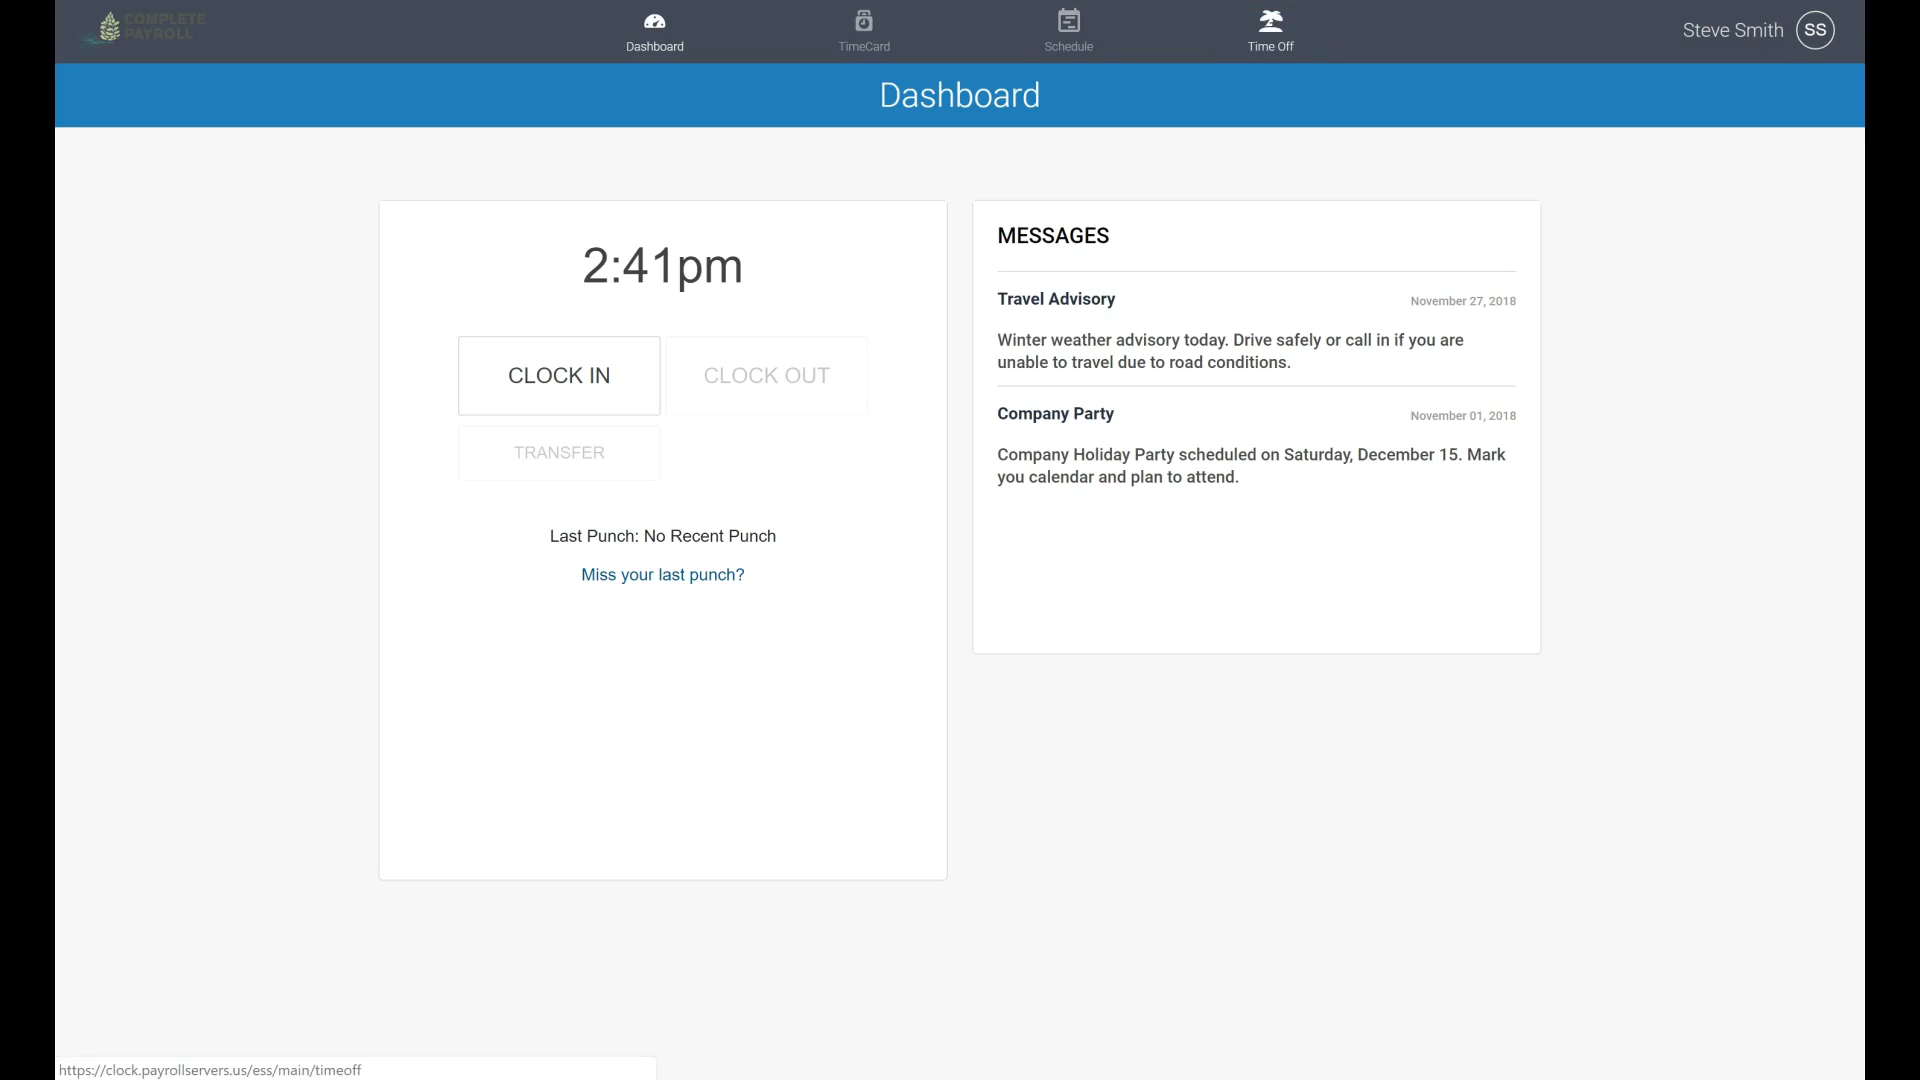 COMPLETE
PAYROLL
Dashboard
TimeCard
Schedule
Time Off
Steve Smith
SS
Dashboard
2:41pm
CLOCK IN
CLOCK OUT
TRANSFER
Last Punch: No Recent Punch
Miss your last punch?
MESSAGES
Travel Advisory
November 27, 2018
Winter weather advisory today. Drive safely or call in if you are
unable to travel due to road conditions.
Company Party
November 01, 2018
Company Holiday Party scheduled on Saturday, December 15. Mark
you calendar and plan to attend.
https://clock.payrollservers.us/ess/main/timeoff